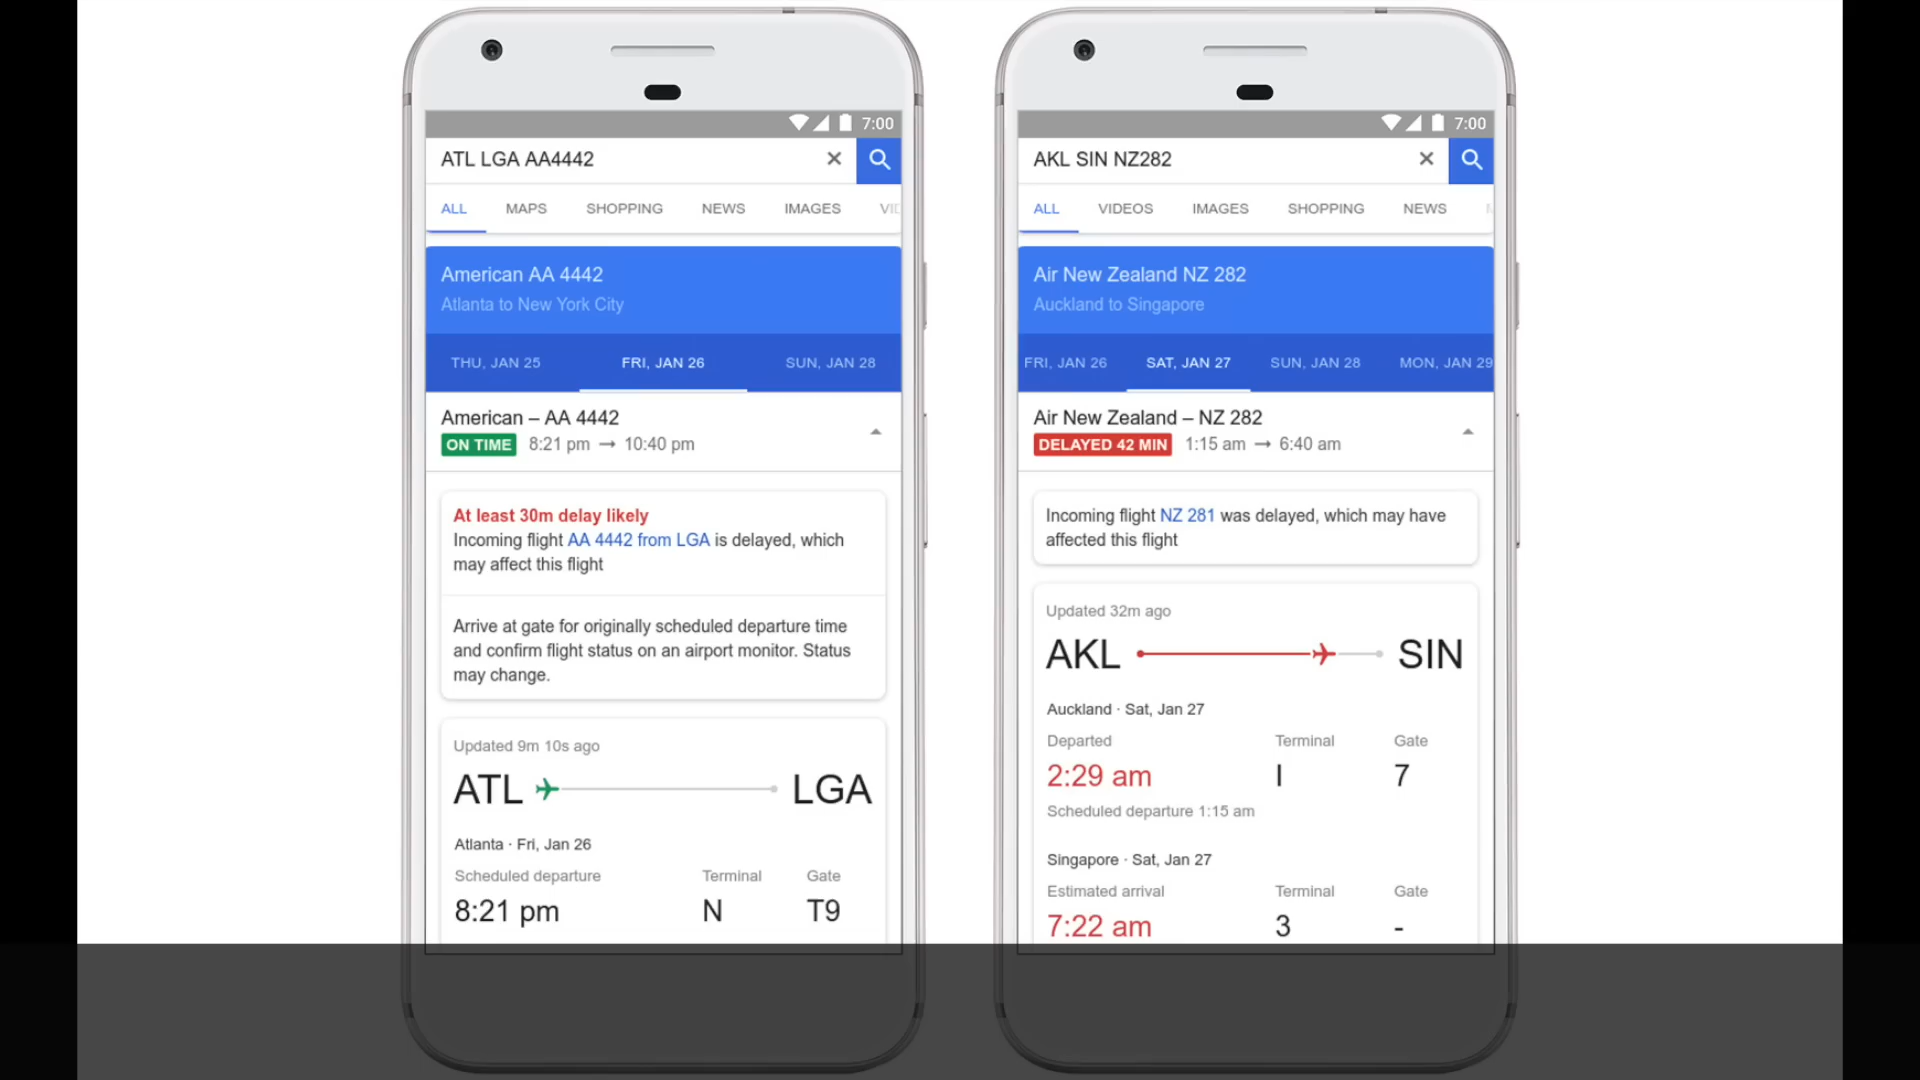 7:00
ATL LGA AA4442
ALL MAPS SHOPPING NEWS IMAGES
American AA 4442
Atlanta to New York City
THU, JAN 25 FRI, JAN 26 SUN, JAN 28
American – AA 4442
ON TIME 8:21 pm → 10:40 pm
At least 30m delay likely
Incoming flight AA 4442 from LGA is delayed, which
may affect this flight
Arrive at gate for originally scheduled departure time
and confirm flight status on an airport monitor. Status
may change.
Updated 9m 10s ago
ATL LGA
Atlanta · Fri, Jan 26
Scheduled departure Terminal Gate
8:21 pm N T9
7:00
AKL SIN NZ282
ALL VIDEOS IMAGES SHOPPING NEWS
Air New Zealand NZ 282
Auckland to Singapore
FRI, JAN 26 SAT, JAN 27 SUN, JAN 28 MON, JAN 29
Air New Zealand – NZ 282
DELAYED 42 MIN 1:15 am → 6:40 am
Incoming flight NZ 281 was delayed, which may have
affected this flight
Updated 32m ago
AKL SIN
Auckland · Sat, Jan 27
Departed Terminal Gate
2:29 am I 7
Scheduled departure 1:15 am
Singapore · Sat, Jan 27
Estimated arrival Terminal Gate
7:22 am 3 -